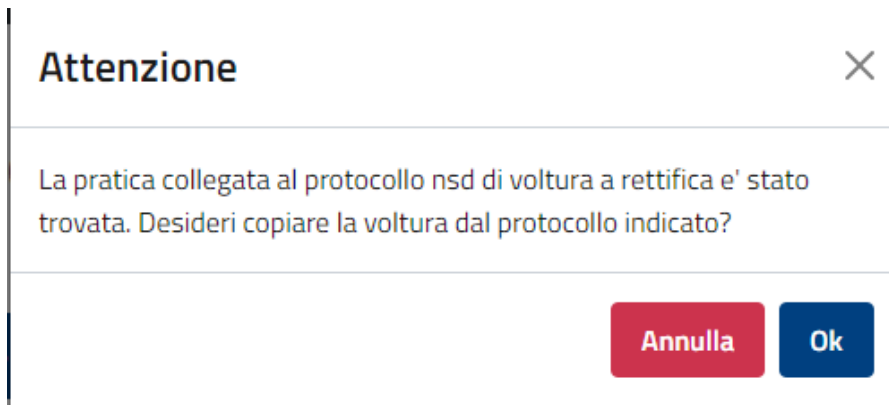 Attenzione
La pratica collegata al protocollo nsd di voltura a rettifica e' stato
trovata. Desideri copiare la voltura dal protocollo indicato?
Annulla Ok